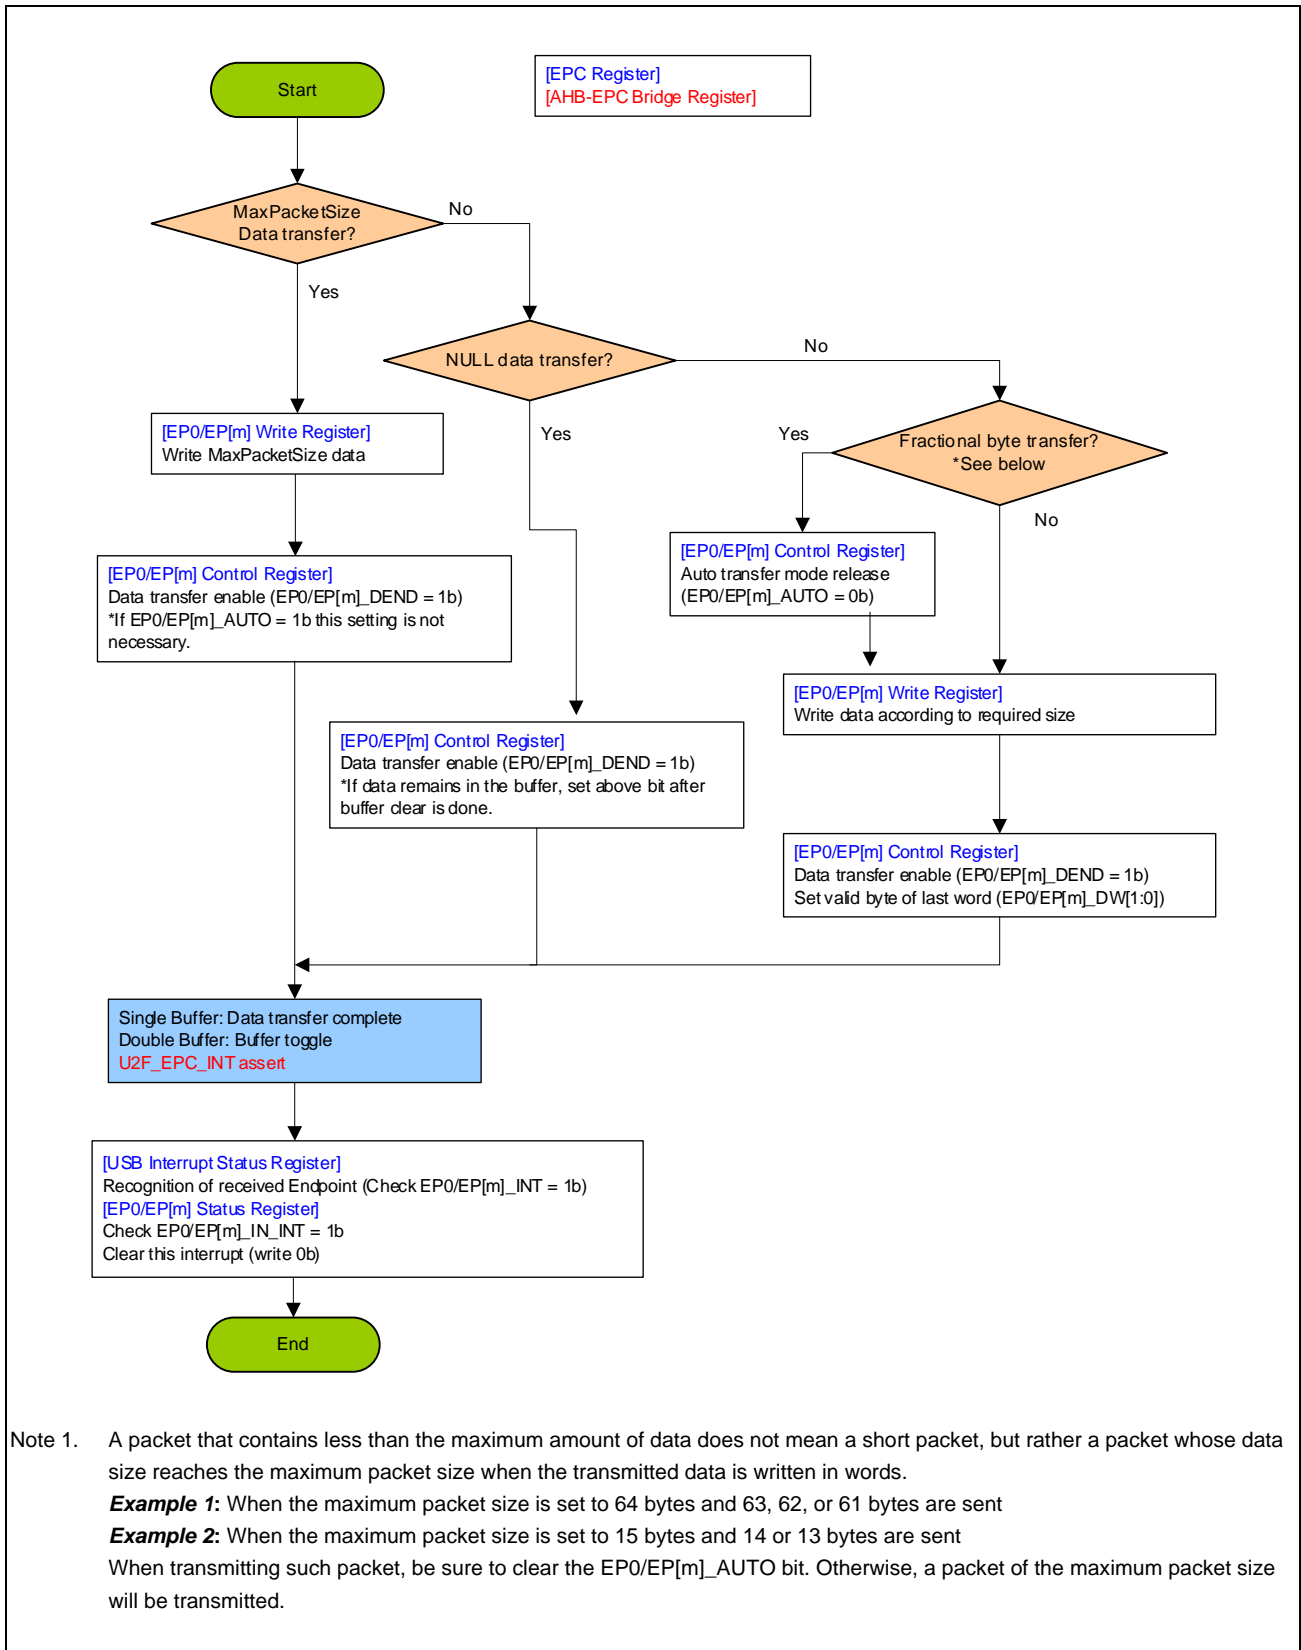 Start
[EPC Register]
[AHB-EPC Bridge Register]
MaxPacketSize
Data transfer?
No
Yes
NULL data transfer?
No
Yes
Fractional byte transfer?
*See below
Yes
No
[EP0/EP[m] Write Register]
Write MaxPacketSize data
[EP0/EP[m] Control Register]
Auto transfer mode release
(EP0/EP[m]_AUTO = 0b)
[EP0/EP[m] Control Register]
Data transfer enable (EP0/EP[m]_DEND = 1b)
*If EP0/EP[m]_AUTO = 1b this setting is not
necessary.
[EP0/EP[m] Write Register]
Write data according to required size
[EP0/EP[m] Control Register]
Data transfer enable (EP0/EP[m]_DEND = 1b)
*If data remains in the buffer, set above bit after
buffer clear is done.
[EP0/EP[m] Control Register]
Data transfer enable (EP0/EP[m]_DEND = 1b)
Set valid byte of last word (EP0/EP[m]_DW[1:0])
Single Buffer: Data transfer complete
Double Buffer: Buffer toggle
U2F_EPC_INT assert
[USB Interrupt Status Register]
Recognition of received Endpoint (Check EP0/EP[m]_INT = 1b)
[EP0/EP[m] Status Register]
Check EP0/EP[m]_IN_INT = 1b
Clear this interrupt (write 0b)
End
Note 1. A packet that contains less than the maximum amount of data does not mean a short packet, but rather a packet whose data
size reaches the maximum packet size when the transmitted data is written in words.
Example 1: When the maximum packet size is set to 64 bytes and 63, 62, or 61 bytes are sent
Example 2: When the maximum packet size is set to 15 bytes and 14 or 13 bytes are sent
When transmitting such packet, be sure to clear the EP0/EP[m]_AUTO bit. Otherwise, a packet of the maximum packet size
will be transmitted.